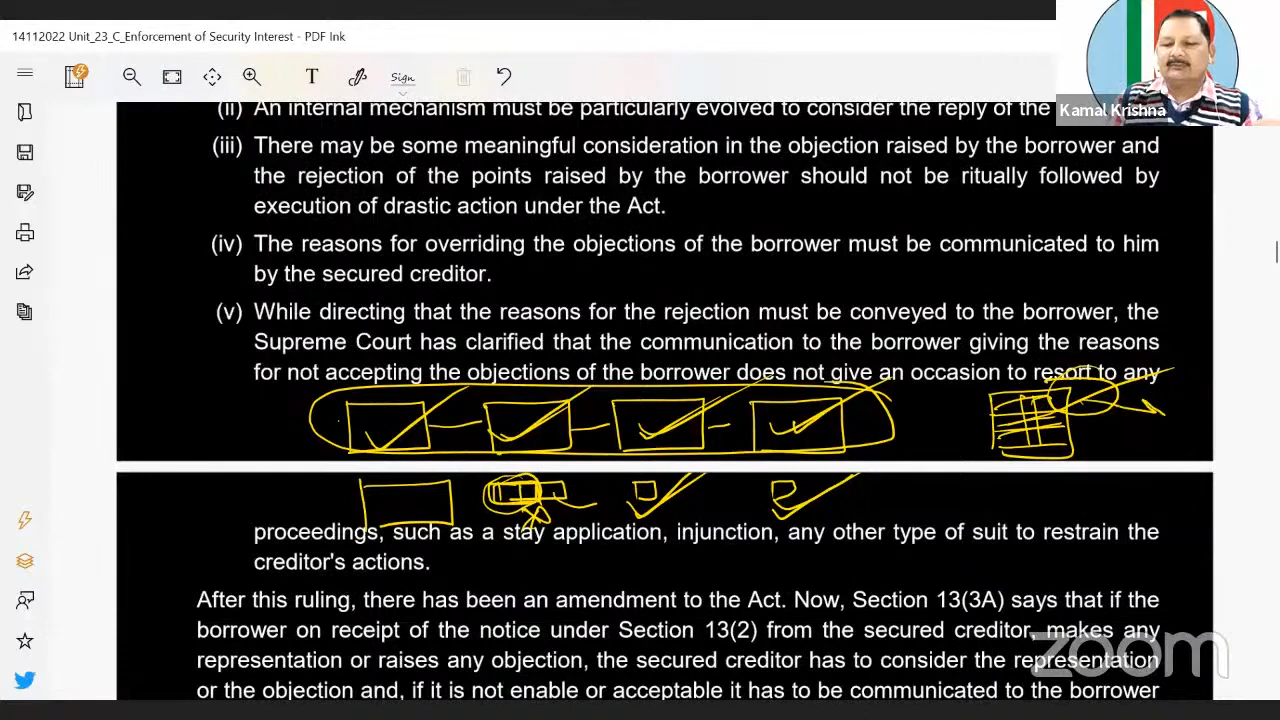 14112022 Unit_23_C_Enforcement of Security Interest - PDF Ink
T
Sign
Kamal Krishna
(ii) An internal mechanism must be particularly evolved to consider the reply of the
(iii) There may be some meaningful consideration in the objection raised by the borrower and
the rejection of the points raised by the borrower should not be ritually followed by
execution of drastic action under the Act.
(iv) The reasons for overriding the objections of the borrower must be communicated to him
by the secured creditor.
(v) While directing that the reasons for the rejection must be conveyed to the borrower, the
Supreme Court has clarified that the communication to the borrower giving the reasons
for not accepting the objections of the borrower does not give an occasion to resort to any
proceedings, such as a stay application, injunction, any other type of suit to restrain the
creditor's actions.
After this ruling, there has been an amendment to the Act. Now, Section 13(3A) says that if the
borrower on receipt of the notice under Section 13(2) from the secured creditor, makes any
representation or raises any objection, the secured creditor has to consider the representation
or the objection and, if it is not enable or acceptable it has to be communicated to the borrower
zoom